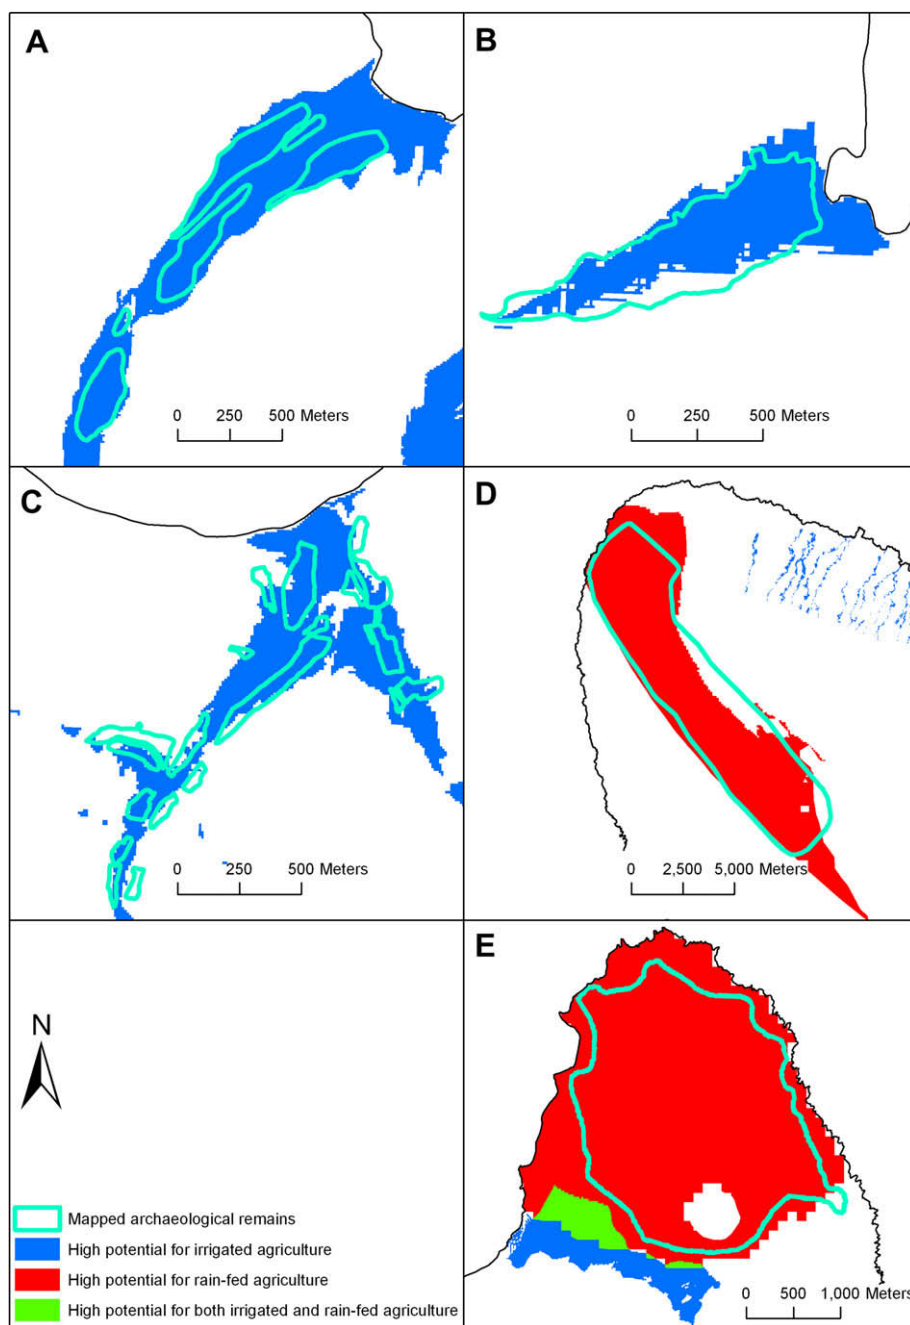 A
B
0 250 500 Meters
0 250 500 Meters
C
D
0 250 500 Meters
0 2,500 5,000 Meters
E
N
Mapped archaeological remains
High potential for irrigated agriculture
High potential for rain-fed agriculture
High potential for both irrigated and rain-fed agriculture
0 500 1,000 Meters